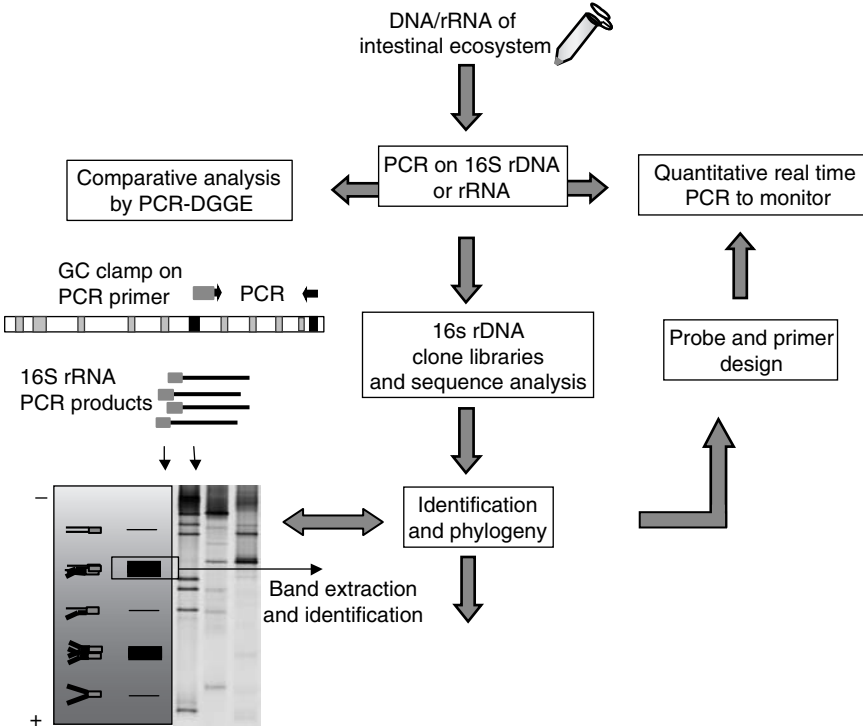 DNA/rRNA of
intestinal ecosystem
Comparative analysis
by PCR-DGGE
PCR on 16S rDNA
or rRNA
Quantitative real time
PCR to monitor
GC clamp on
PCR primer
PCR
16s rDNA
clone libraries
and sequence analysis
Probe and primer
design
16S rRNA
PCR products
–
Identification
and phylogeny
Band extraction
and identification
+